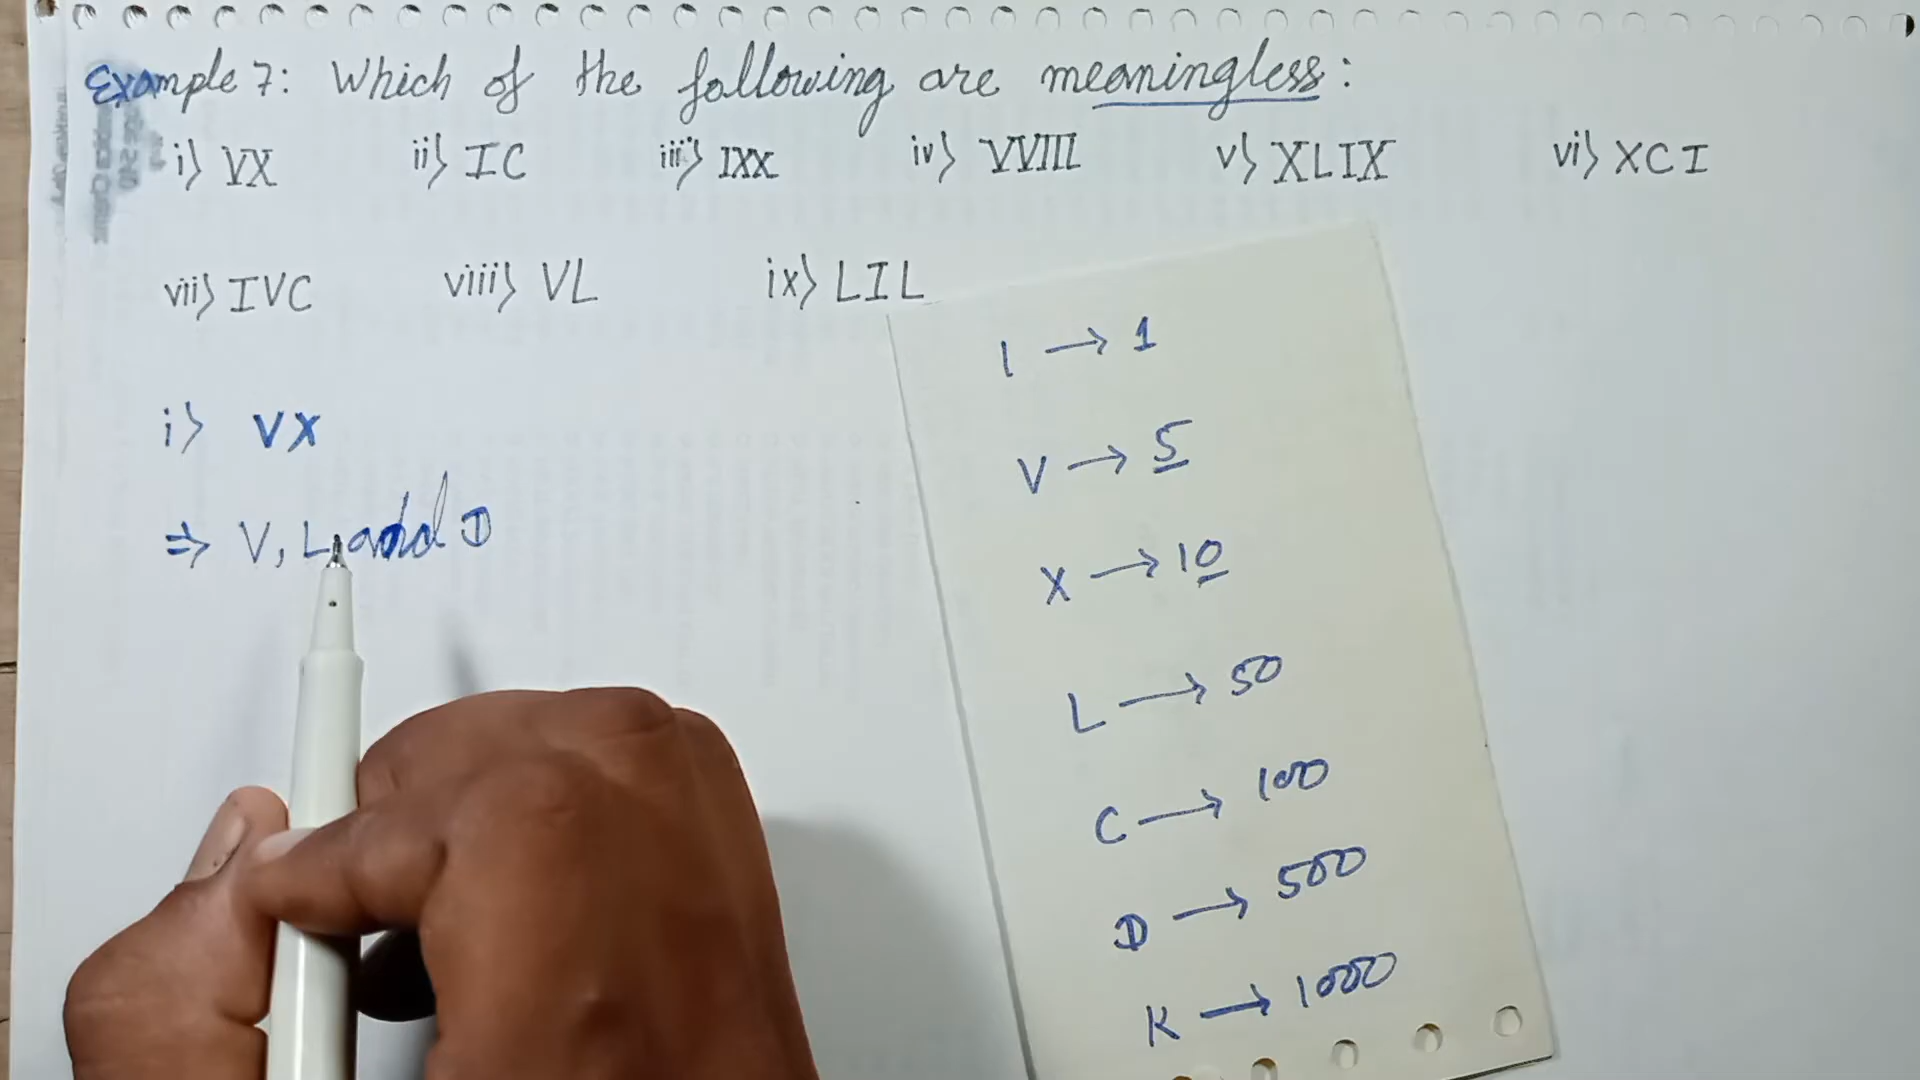 Example 7: Which of the following are meaningless:
i) VX ii) IC iii) IXX iv) VVIII v) XLIX vi) XCI
vii) IVC viii) VL ix) LIL
i) VX
⇒ V, L and D
I → 1
V → 5
X → 10
L → 50
C → 100
D → 500
K → 1000